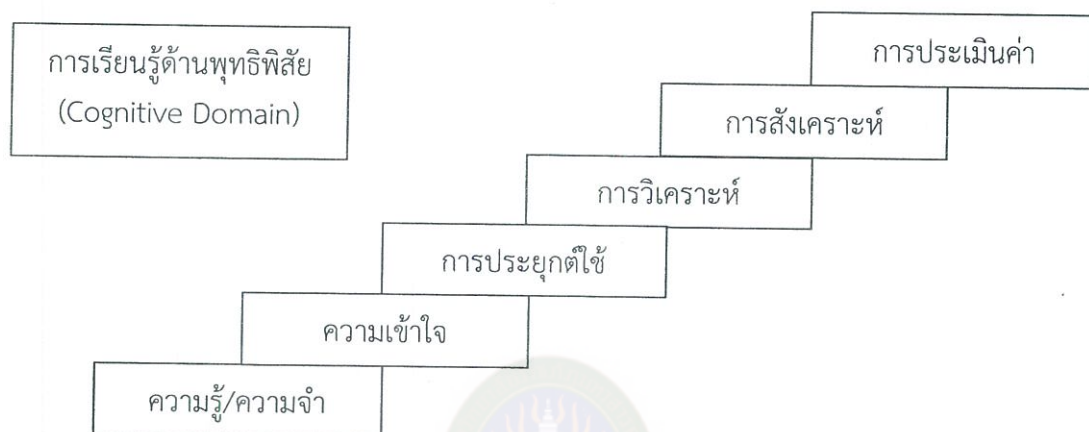 การเรียนรู้ด้านพุทธิพิสัย
(Cognitive Domain)
การประเมินค่า
การสังเคราะห์
การวิเคราะห์
การประยุกต์ใช้
ความเข้าใจ
ความรู้/ความจำ